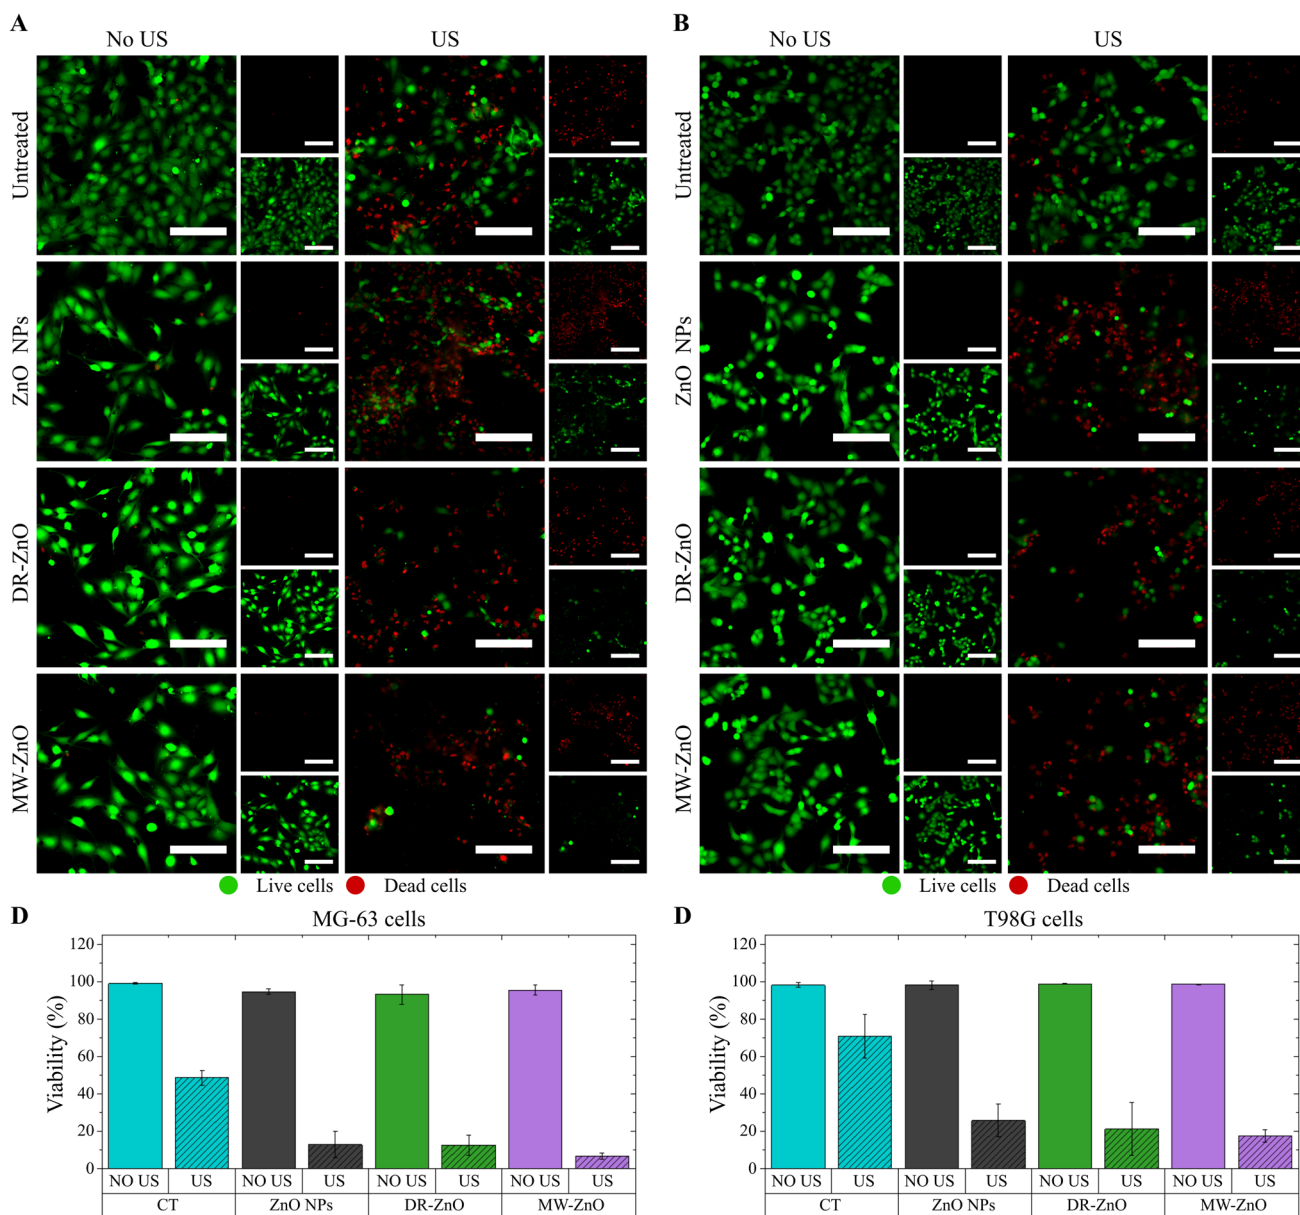 A
B
No US
US
No US
US
Untreated
Untreated
ZnO NPs
ZnO NPs
DR-ZnO
DR-ZnO
MW-ZnO
MW-ZnO
Live cells
Dead cells
Live cells
Dead cells
D
MG-63 cells
D
T98G cells
Viability (%)
120
100
80
60
40
20
0
NO US
US
NO US
US
NO US
US
NO US
US
CT
ZnO NPs
DR-ZnO
MW-ZnO
Viability (%)
120
100
80
60
40
20
0
NO US
US
NO US
US
NO US
US
NO US
US
CT
ZnO NPs
DR-ZnO
MW-ZnO